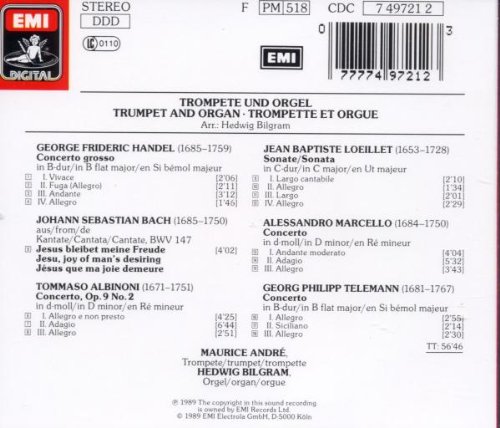 EMI
DIGITAL
STEREO
DDD
LC 0110
F PM 518 CDC 7 49721 2
EMI
0 77774 97212 3
TROMPETE UND ORGEL
TRUMPET AND ORGAN · TROMPETTE ET ORGUE
Arr.: Hedwig Bilgram
GEORGE FRIDERIC HANDEL (1685-1759)
Concerto grosso
in B-dur/in B flat major/en Si bémol majeur
1 I. Vivace [2'06]
2 II. Fuga (Allegro) [2'11]
3 III. Andante [3'12]
4 IV. Allegro [1'45]
JOHANN SEBASTIAN BACH (1685-1750)
aus/from/de
Kantate/Cantata/Cantate, BWV 147
5 Jesus bleibet meine Freude [4'02]
Jesu, joy of man's desiring
Jésus que ma joie demeure
TOMMASO ALBINONI (1671-1751)
Concerto, Op. 9 No. 2
in d-moll/in D minor/en Ré mineur
I. Allegro e non presto [4'25]
II. Adagio [6'44]
III. Allegro [2'51]
JEAN BAPTISTE LOEILLET (1653-1728)
Sonate/Sonata
in C-dur/in C major/en Ut majeur
I. Largo cantabile [2'10]
II. Allegro [1'34]
III. Largo [2'01]
IV. Allegro [2'29]
ALESSANDRO MARCELLO (1684-1750)
Concerto
in d-moll/in D minor/en Ré mineur
I. Andante moderato [4'04]
II. Adagio [5'32]
III. Allegro [3'43]
GEORG PHILIPP TELEMANN (1681-1767)
Concerto
in B-dur/in B flat major/en Si bémol majeur
I. Allegro [2'55]
II. Siciliano [2'14]
III. Allegro [2'30]
TT: 56'46
MAURICE ANDRÉ,
Trompete/trumpet/trompette
HEDWIG BILGRAM,
Orgel/organ/orgue
℗ 1989 The copyright in this sound recording
is owned by EMI Records Ltd.
© 1989 EMI Electrola GmbH, D-5000 Köln